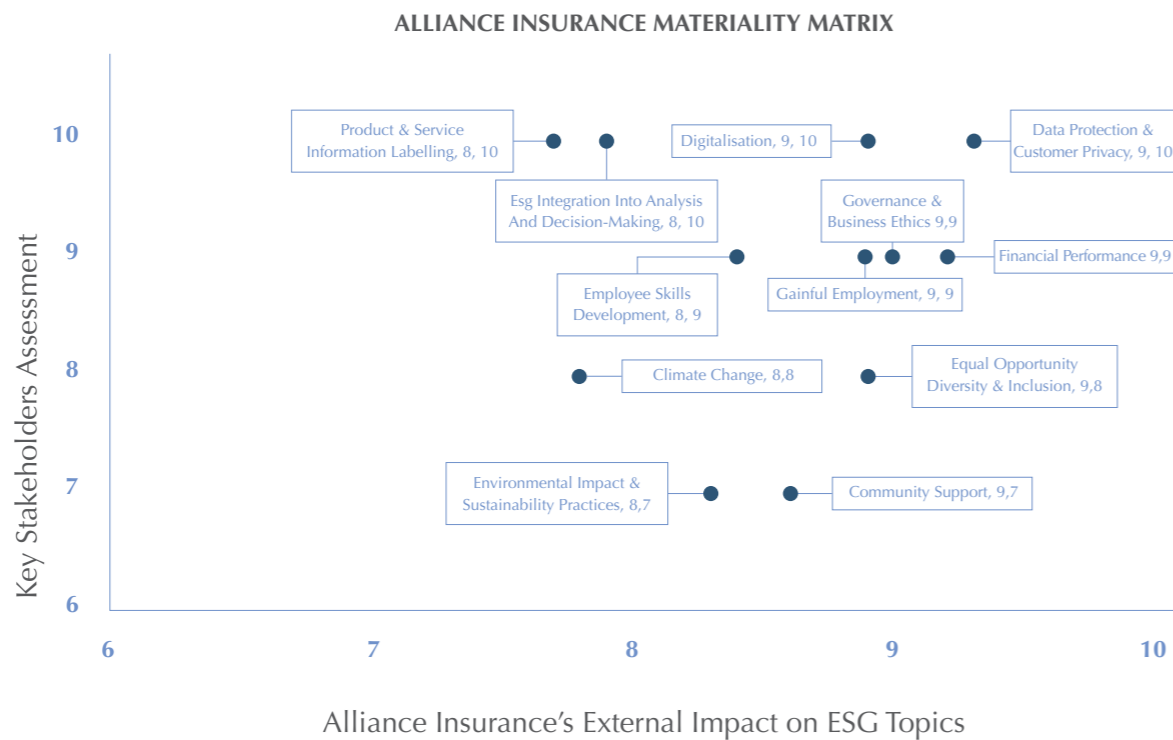 ALLIANCE INSURANCE MATERIALITY MATRIX
Key Stakeholders Assessment
10
9
8
7
6
Product & Service
Information Labelling, 8, 10
Digitalisation, 9, 10
Data Protection &
Customer Privacy, 9, 10
Esg Integration Into Analysis
And Decision-Making, 8, 10
Governance &
Business Ethics 9,9
Financial Performance 9,9
Employee Skills
Development, 8, 9
Gainful Employment, 9, 9
Climate Change, 8,8
Equal Opportunity
Diversity & Inclusion, 9,8
Environmental Impact &
Sustainability Practices, 8,7
Community Support, 9,7
6
7
8
9
10
Alliance Insurance’s External Impact on ESG Topics